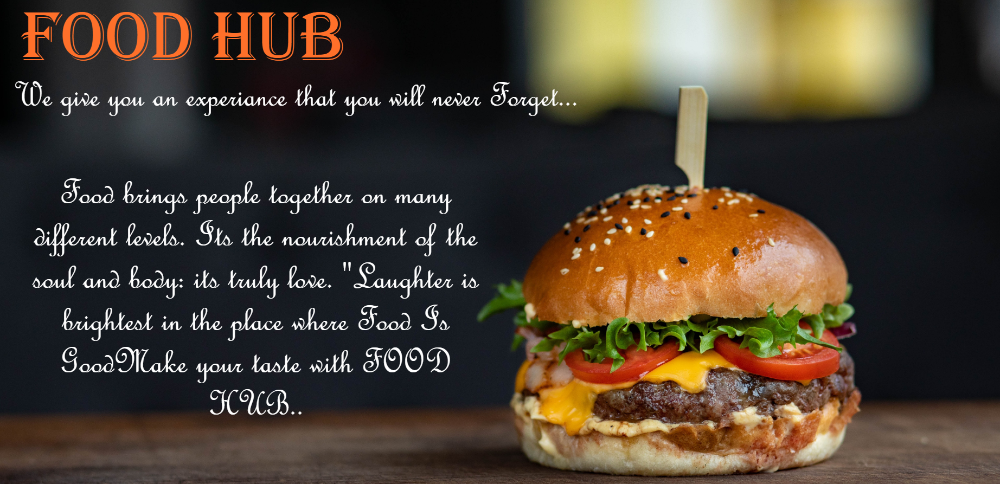 FOOD HUB
We give you an experiance that you will never Forget...
Food brings people together on many
different levels. Its the nourishment of the
soul and body: its truly love. "Laughter is
brightest in the place where Food Is
GoodMake your taste with FOOD
HUB..